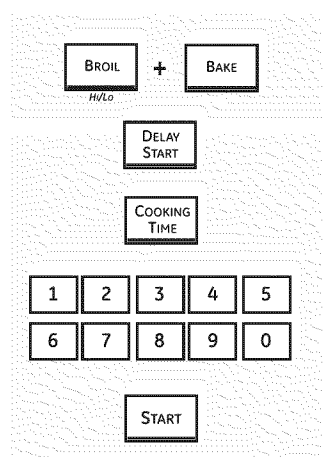 BROIL + BAKE
Hi/Lo
DELAY
START
COOKING
TIME
1 2 3 4 5
6 7 8 9 0
START